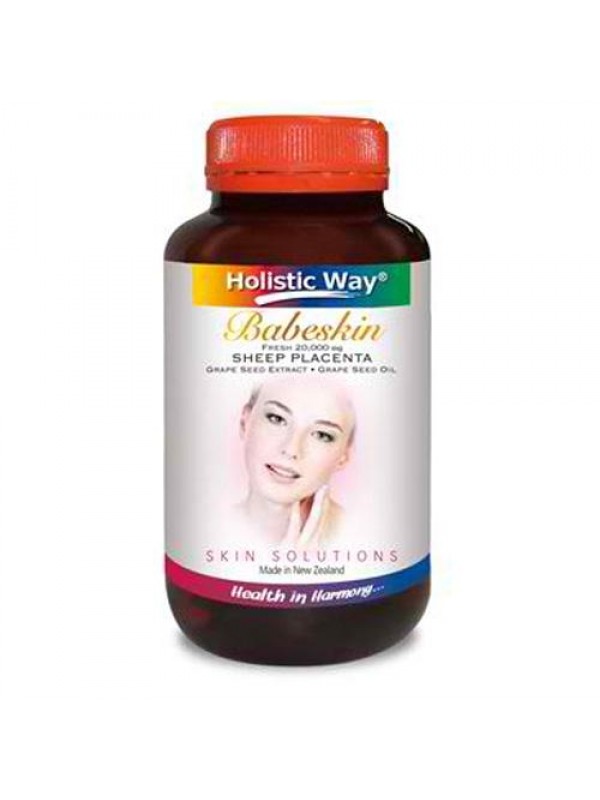 Holistic Way®
Babeskin
FRESH 20,000 mg
SHEEP PLACENTA
GRAPE SEED EXTRACT • GRAPE SEED OIL
SKIN SOLUTIONS
Made in New Zealand
Health in Harmony...